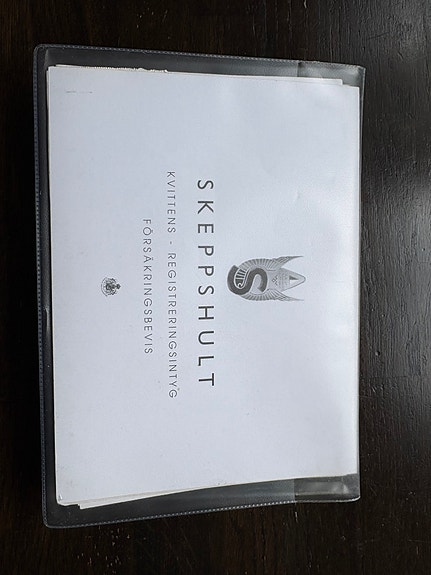 S
SKEPPSHULT
KVITTENS - REGISTRERINGSINTYG
FÖRSÄKRINGSBEVIS